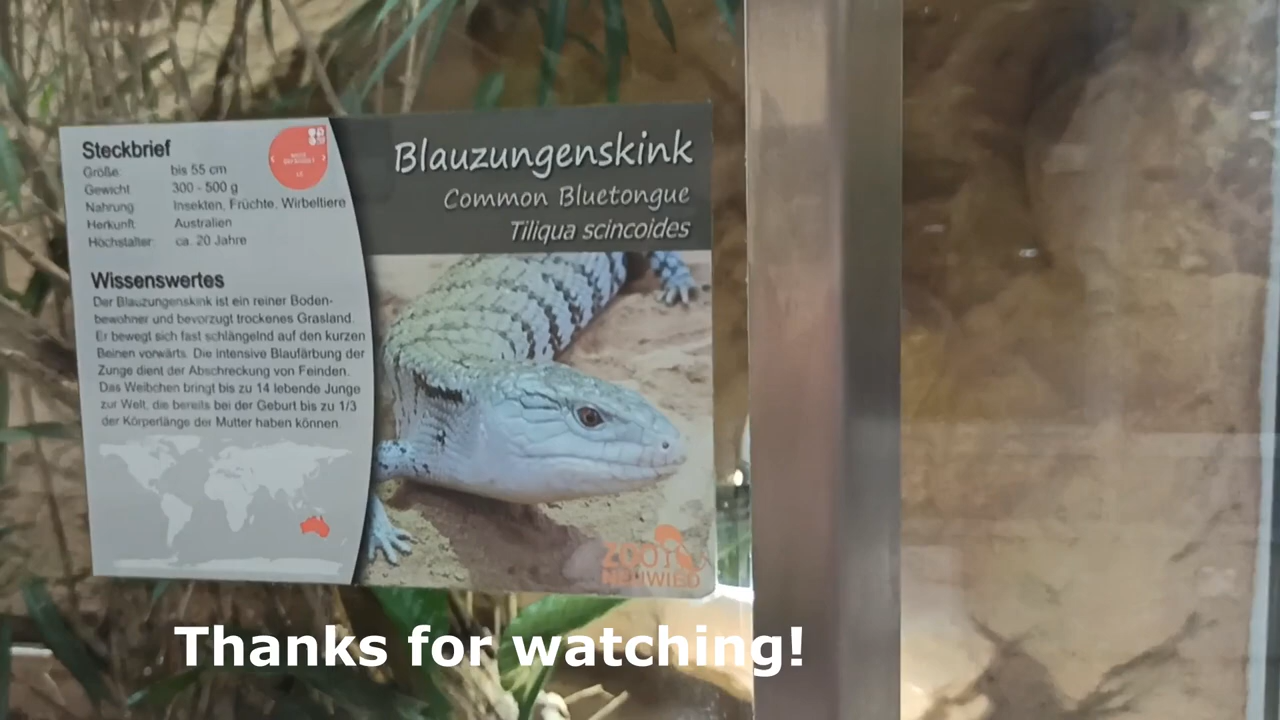 Steckbrief
Größe: bis 55 cm
Gewicht 300 - 500 g
Nahrung Insekten, Früchte, Wirbeltiere
Herkunft Australien
Höchstalter: ca. 20 Jahre
Wissenswertes
Der Blauzungenskink ist ein reiner Boden-
bewohner und bevorzugt trockenes Grasland.
Er bewegt sich fast schlängelnd auf den kurzen
Beinen vorwärts. Die intensive Blaufärbung der
Zunge dient der Abschreckung von Feinden.
Das Weibchen bringt bis zu 14 lebende Junge
zur Welt, die bereits bei der Geburt bis zu 1/3
der Körperlänge der Mutter haben können.
Blauzungenskink
Common Bluetongue
Tiliqua scincoides
ZOO
NEUWIED
Thanks for watching!